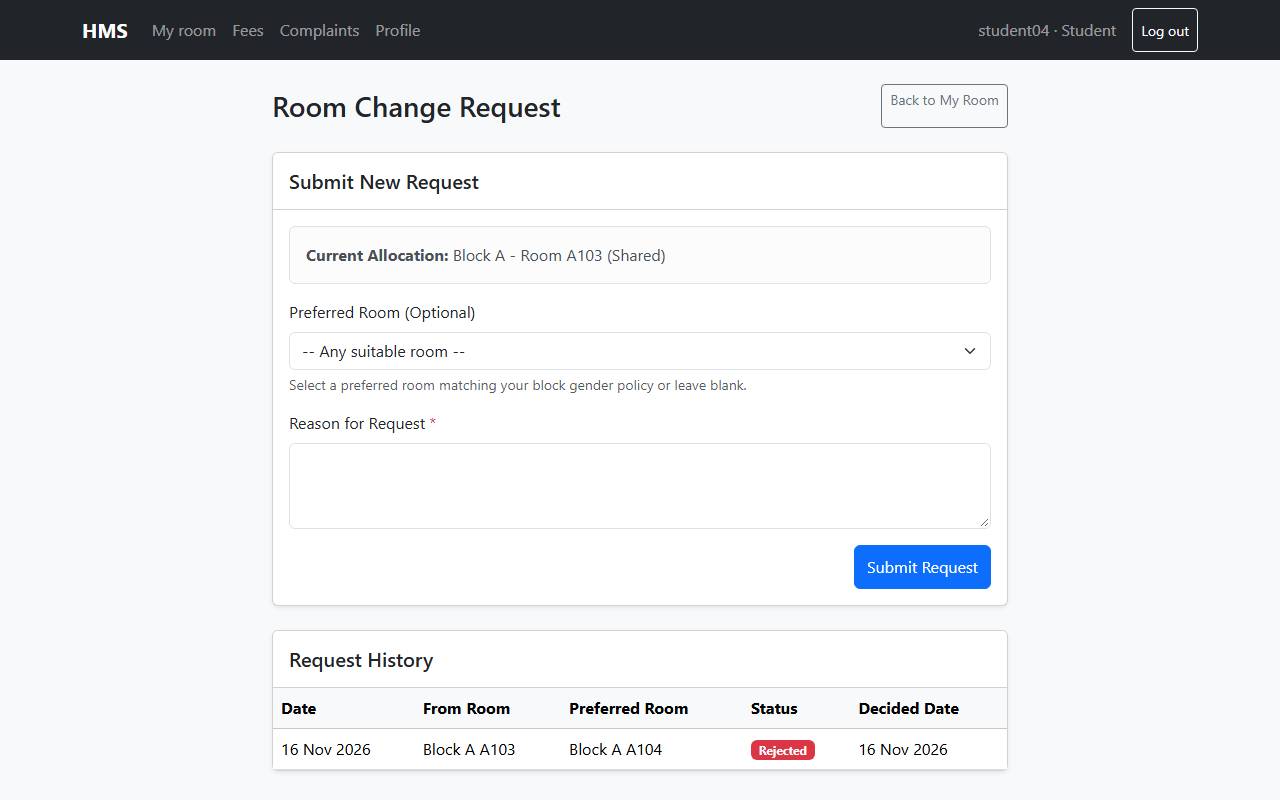 HMS My room Fees Complaints Profile student04 · Student Log out
Room Change Request
Back to My Room
Submit New Request
Current Allocation: Block A - Room A103 (Shared)
Preferred Room (Optional)
-- Any suitable room --
Select a preferred room matching your block gender policy or leave blank.
Reason for Request *
Submit Request
Request History
Date From Room Preferred Room Status Decided Date
16 Nov 2026 Block A A103 Block A A104 Rejected 16 Nov 2026